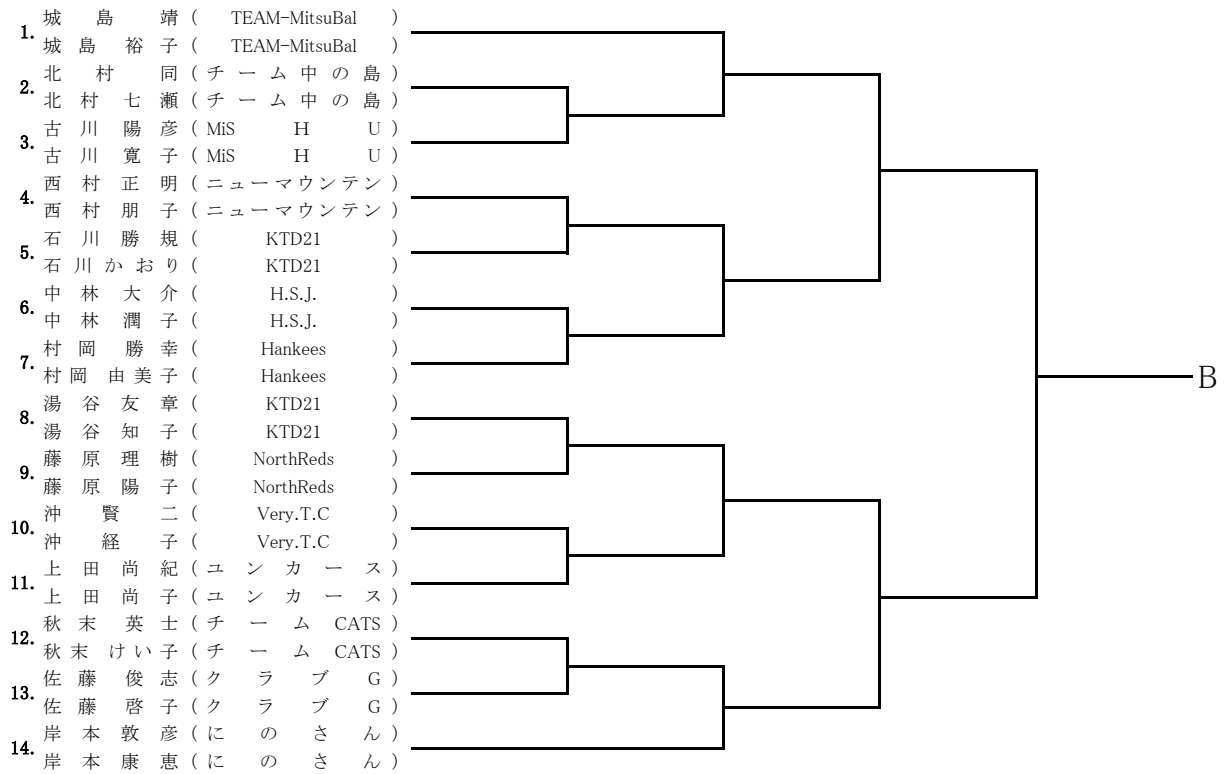 1.
城島靖(TEAM-MitsuBal)
城島裕子(TEAM-MitsuBal)
2.
北村同(チーム中の島)
北村七瀬(チーム中の島)
3.
古川陽彦(MiS H U)
古川寛子(MiS H U)
4.
西村正明(ニューマウンテン)
西村朋子(ニューマウンテン)
5.
石川勝規(KTD21)
石川かおり(KTD21)
6.
中林大介(H.S.J.)
中林潤子(H.S.J.)
7.
村岡勝幸(Hankees)
村岡由美子(Hankees)
8.
湯谷友章(KTD21)
湯谷知子(KTD21)
9.
藤原理樹(NorthReds)
藤原陽子(NorthReds)
10.
沖賢二(Very.T.C)
沖経子(Very.T.C)
11.
上田尚紀(ユンカース)
上田尚子(ユンカース)
12.
秋末英士(チームCATS)
秋末けい子(チームCATS)
13.
佐藤俊志(クラブG)
佐藤啓子(クラブG)
14.
岸本敦彦(にのさん)
岸本康恵(にのさん)
B